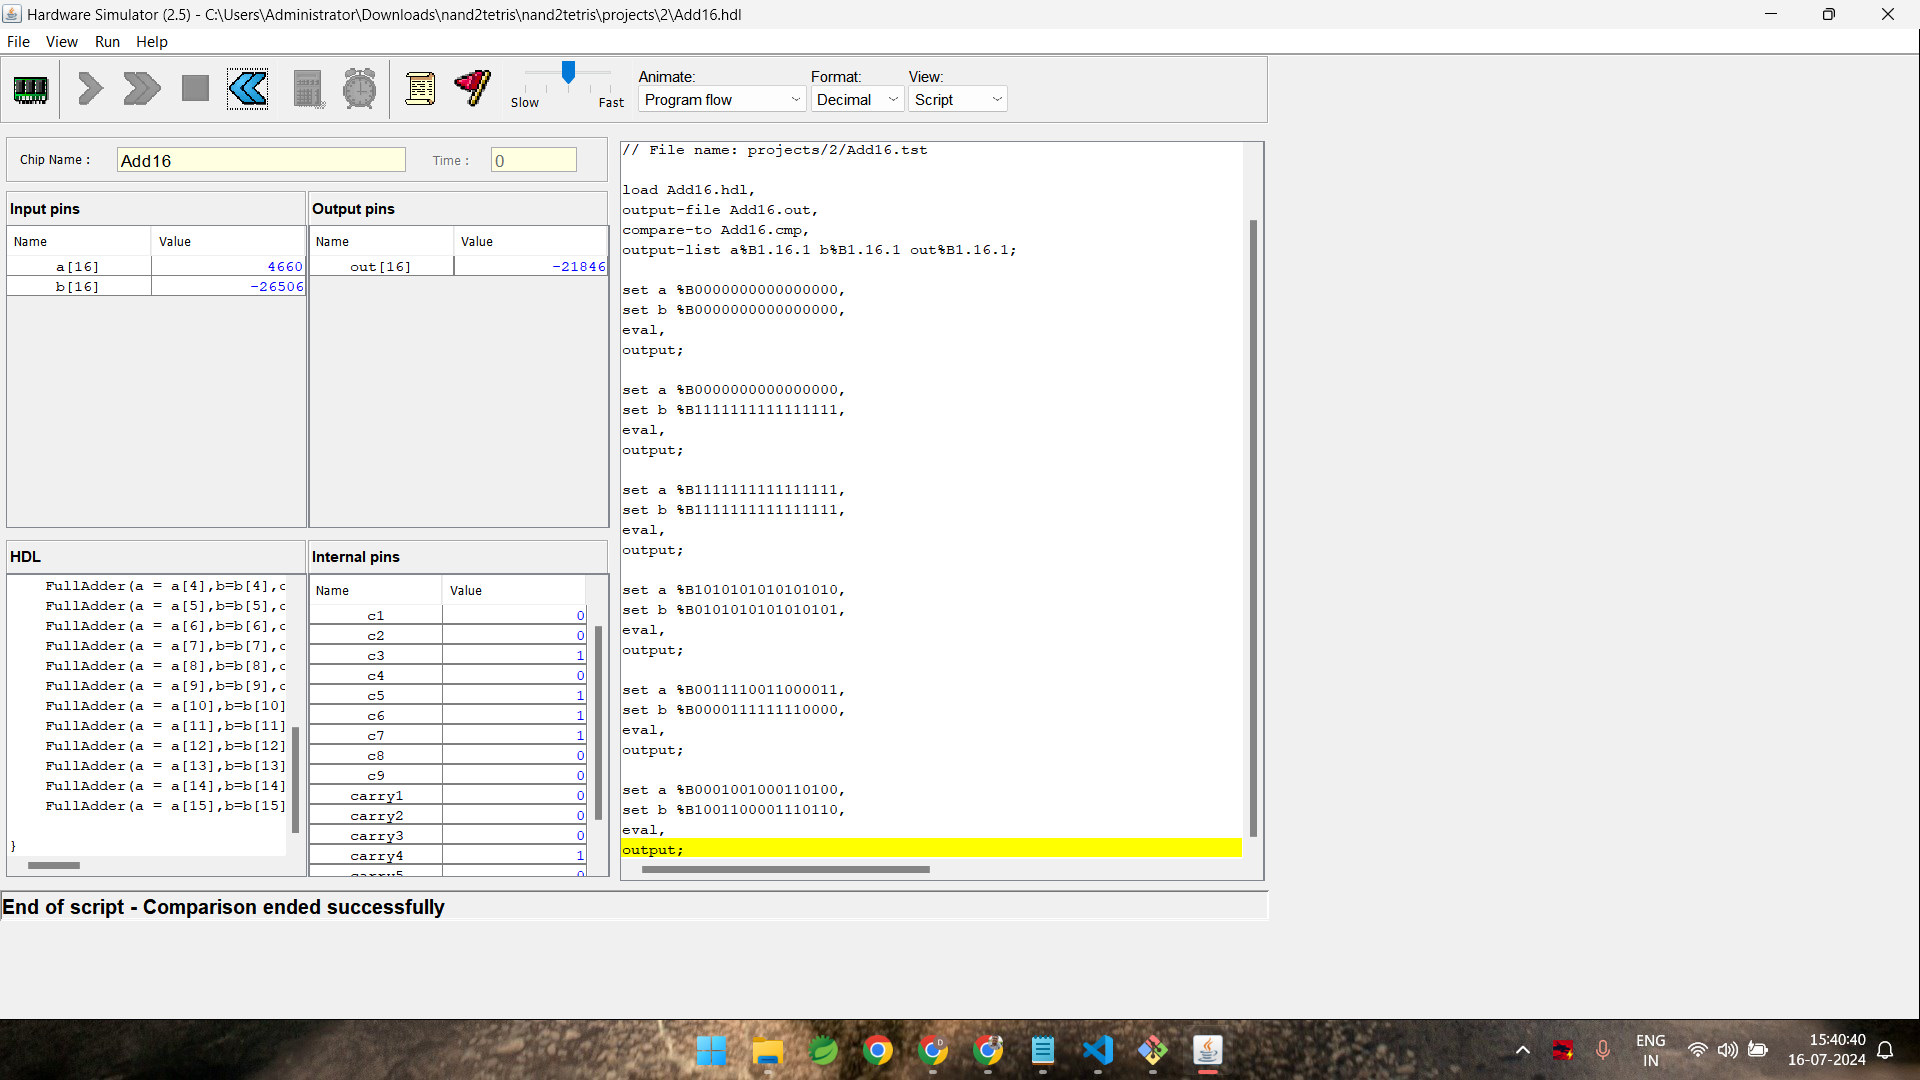 Hardware Simulator (2.5) - C:\Users\Administrator\Downloads\nand2tetris\nand2tetris\projects\2\Add16.hdl
File View Run Help
Slow Fast
Animate: Format: View:
Program flow Decimal Script
Chip Name : Add16 Time : 0
Input pins
Name Value
a[16] 4660
b[16] -26506
Output pins
Name Value
out[16] -21846
HDL
FullAdder(a = a[4],b=b[4],c
FullAdder(a = a[5],b=b[5],c
FullAdder(a = a[6],b=b[6],c
FullAdder(a = a[7],b=b[7],c
FullAdder(a = a[8],b=b[8],c
FullAdder(a = a[9],b=b[9],c
FullAdder(a = a[10],b=b[10]
FullAdder(a = a[11],b=b[11]
FullAdder(a = a[12],b=b[12]
FullAdder(a = a[13],b=b[13]
FullAdder(a = a[14],b=b[14]
FullAdder(a = a[15],b=b[15]
}
Internal pins
Name Value
c1 0
c2 0
c3 1
c4 0
c5 1
c6 1
c7 1
c8 0
c9 0
carry1 0
carry2 0
carry3 0
carry4 1
carry5 0
// File name: projects/2/Add16.tst
load Add16.hdl,
output-file Add16.out,
compare-to Add16.cmp,
output-list a%B1.16.1 b%B1.16.1 out%B1.16.1;
set a %B0000000000000000,
set b %B0000000000000000,
eval,
output;
set a %B0000000000000000,
set b %B1111111111111111,
eval,
output;
set a %B1111111111111111,
set b %B1111111111111111,
eval,
output;
set a %B1010101010101010,
set b %B0101010101010101,
eval,
output;
set a %B0011110011000011,
set b %B0000111111110000,
eval,
output;
set a %B0001001000110100,
set b %B1001100001110110,
eval,
output;
End of script - Comparison ended successfully
ENG
IN
15:40:40
16-07-2024